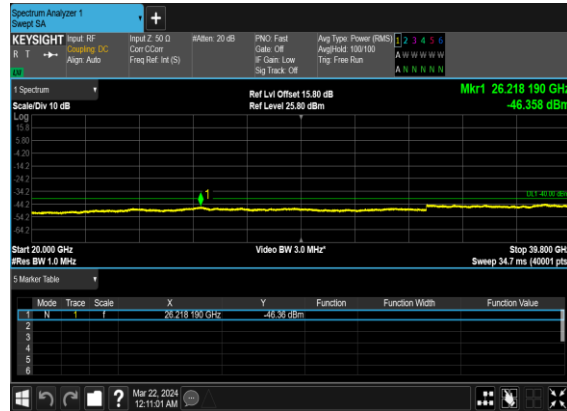 Spectrum Analyzer 1
Swept SA
+
KEYSIGHT Input: RF Input Z: 50 Ω #Atten: 20 dB PNO: Fast Avg Type: Power (RMS) 1 2 3 4 5 6
R T Coupling: DC Corr CCorr Gate: Off Avg|Hold: 100/100 A W W W W W
Align: Auto Freq Ref: Int (S) IF Gain: Low Trig: Free Run
LW Sig Track: Off A N N N N N
1 Spectrum Ref Lvl Offset 15.80 dB Mkr1 26.218 190 GHz
Scale/Div 10 dB Ref Level 25.80 dBm -46.358 dBm
Log
15.8
5.80
-4.20
-14.2
-24.2
-34.2 1 DL1 -40.00 dBm
-44.2
-54.2
-64.2
Start 20.000 GHz Video BW 3.0 MHz* Stop 39.800 GHz
#Res BW 1.0 MHz Sweep 34.7 ms (40001 pts)
5 Marker Table
Mode Trace Scale X Y Function Function Width Function Value
1 N 1 f 26.218 190 GHz -46.36 dBm
2
3
4
5
6
? Mar 22, 2024
12:11:01 AM